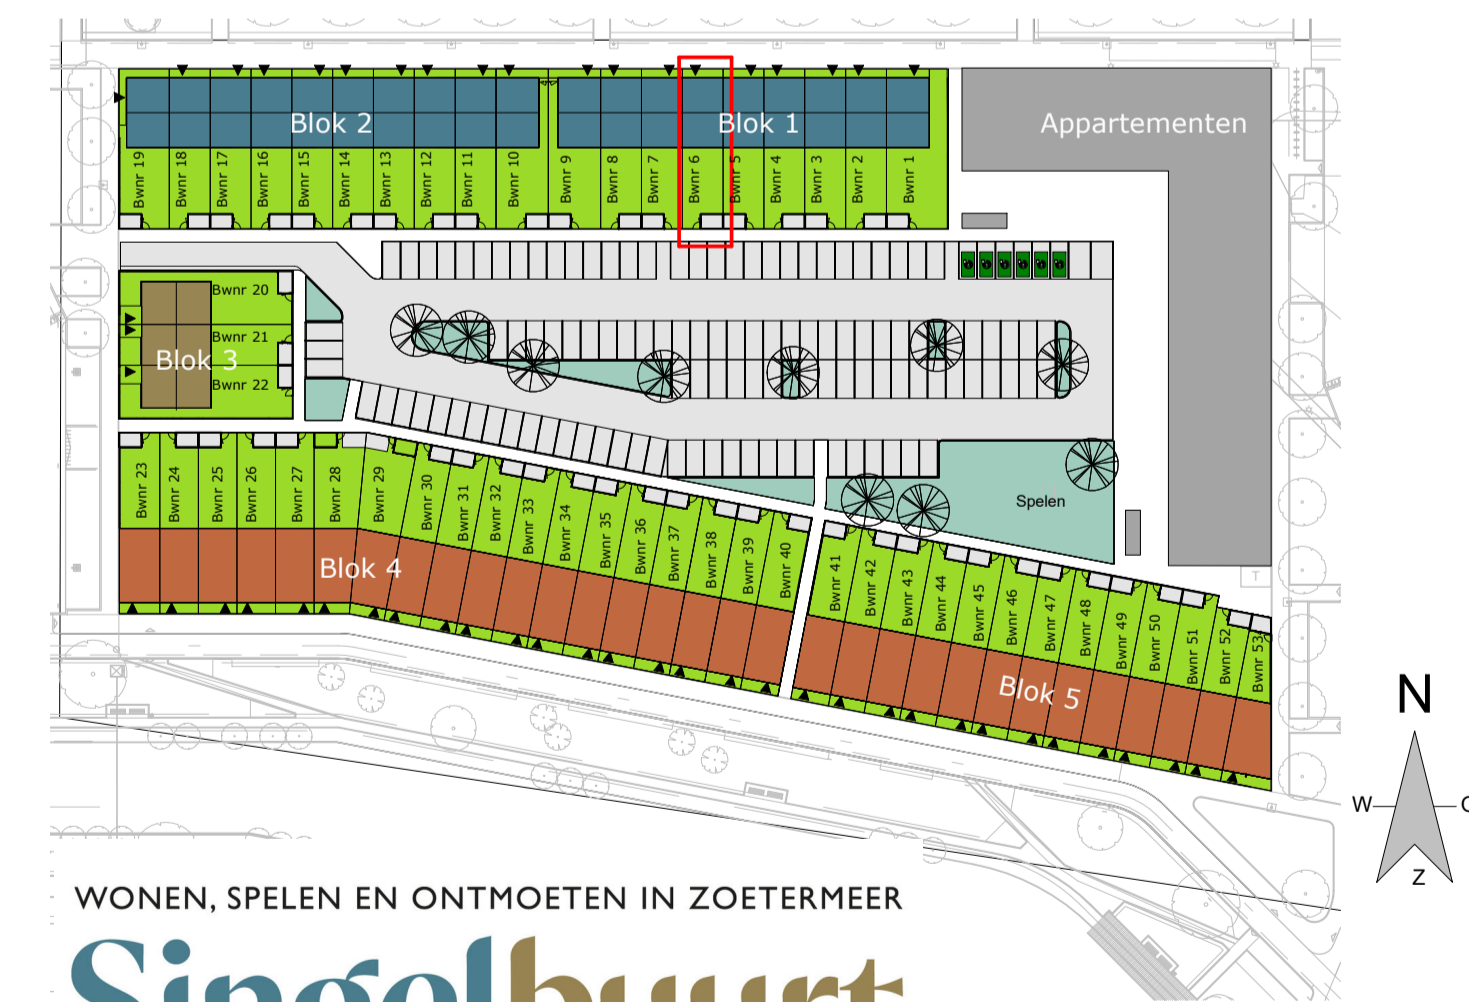 Blok 2
Blok 1
Appartementen
Bwnr 19
Bwnr 18
Bwnr 17
Bwnr 16
Bwnr 15
Bwnr 14
Bwnr 13
Bwnr 12
Bwnr 11
Bwnr 10
Bwnr 9
Bwnr 8
Bwnr 7
Bwnr 6
Bwnr 5
Bwnr 4
Bwnr 3
Bwnr 2
Bwnr 1
Bwnr 20
Bwnr 21
Blok 3
Bwnr 22
Bwnr 23
Bwnr 24
Bwnr 25
Bwnr 26
Bwnr 27
Bwnr 28
Bwnr 29
Bwnr 30
Bwnr 31
Bwnr 32
Bwnr 33
Bwnr 34
Bwnr 35
Bwnr 36
Bwnr 37
Bwnr 38
Bwnr 39
Bwnr 40
Spelen
Bwnr 41
Bwnr 42
Bwnr 43
Bwnr 44
Bwnr 45
Bwnr 46
Bwnr 47
Bwnr 48
Bwnr 49
Bwnr 50
Bwnr 51
Bwnr 52
Bwnr 53
T
Blok 4
Blok 5
N
W
O
Z
WONEN, SPELEN EN ONTMOETEN IN ZOETERMEER
Singelbuurt